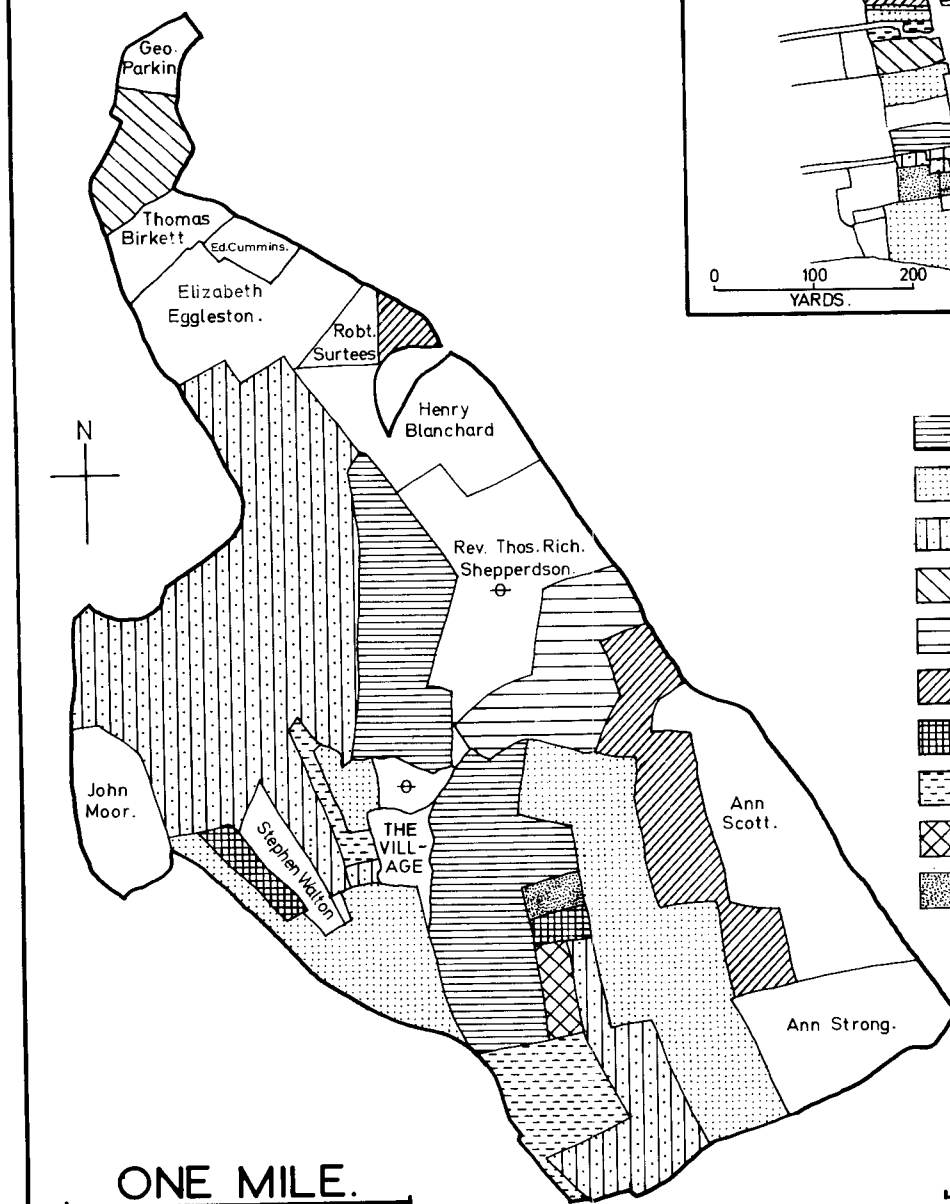 Geo.
Parkin
Thomas
Birkett
Ed.Cummins.
Elizabeth
Eggleston.
Robt.
Surtees
Henry
Blanchard
N
Rev. Thos. Rich.
Shepperdson.
John
Moor.
Stephen Walton
THE
VILL-
AGE
Ann
Scott.
Ann Strong.
0 100 200
YARDS.
ONE MILE.